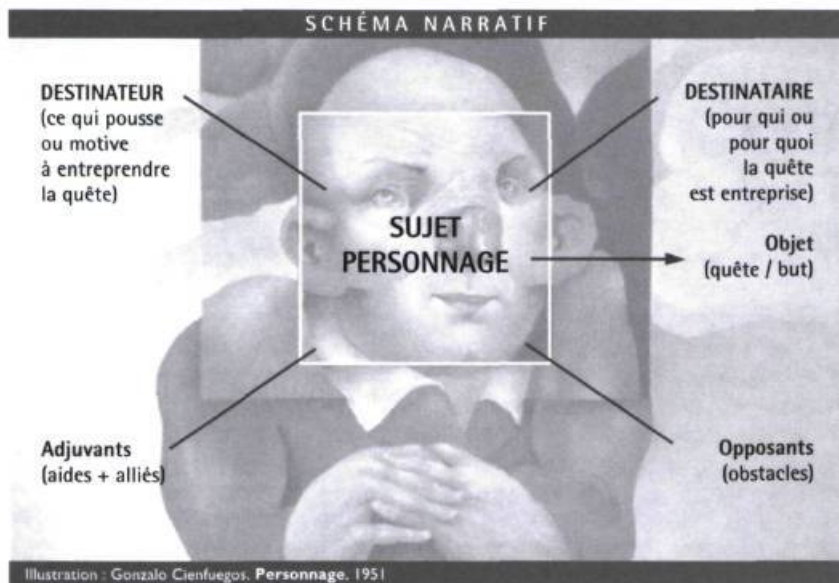 SCHÉMA NARRATIF
DESTINATEUR
(ce qui pousse
ou motive
à entreprendre
la quête)
DESTINATAIRE
(pour qui ou
pour quoi
la quête
est entreprise)
SUJET
PERSONNAGE
Objet
(quête / but)
Adjuvants
(aides + alliés)
Opposants
(obstacles)
Illustration : Gonzalo Cienfuegos. Personnage. 1951